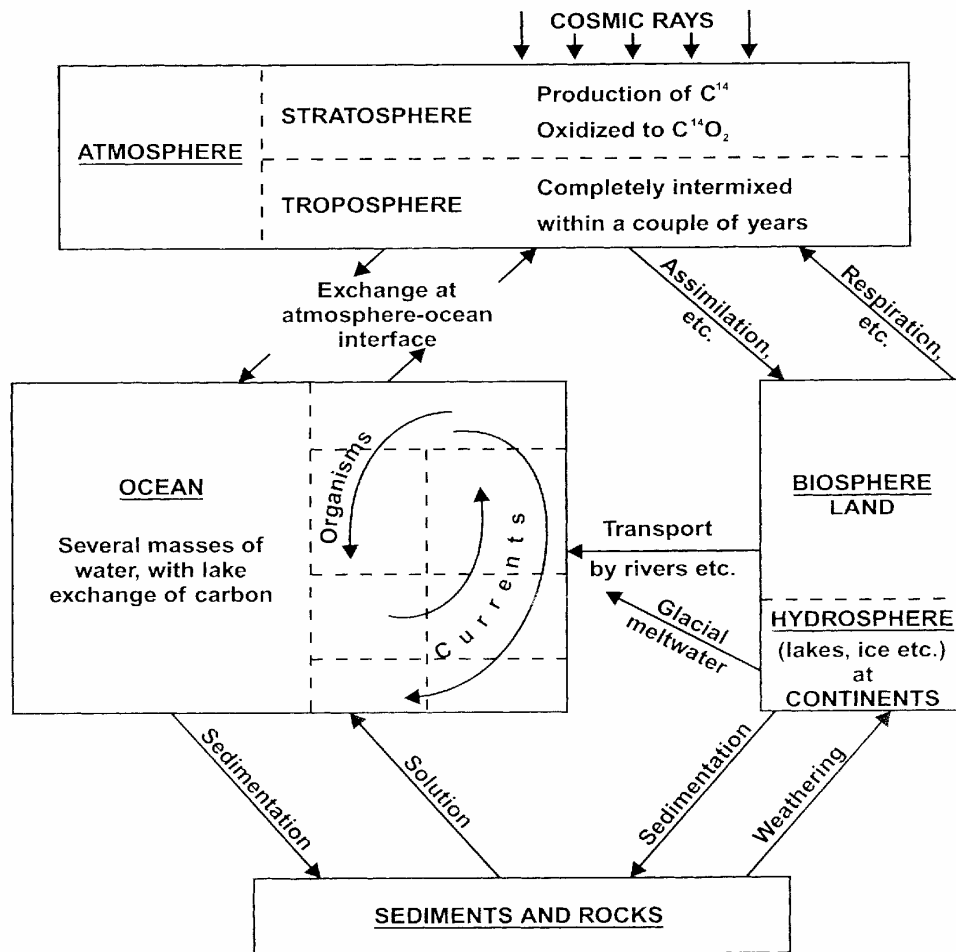 COSMIC RAYS
ATMOSPHERE
STRATOSPHERE
Production of C¹⁴
Oxidized to C¹⁴O₂
TROPOSPHERE
Completely intermixed
within a couple of years
Exchange at
atmosphere-ocean
interface
Assimilation,
etc.
Respiration,
etc.
OCEAN
Several masses of
water, with lake
exchange of carbon
Organisms
Currents
Transport
by rivers etc.
Glacial
meltwater
BIOSPHERE
LAND
HYDROSPHERE
(lakes, ice etc.)
at
CONTINENTS
Sedimentation
Solution
Sedimentation
Weathering
SEDIMENTS AND ROCKS